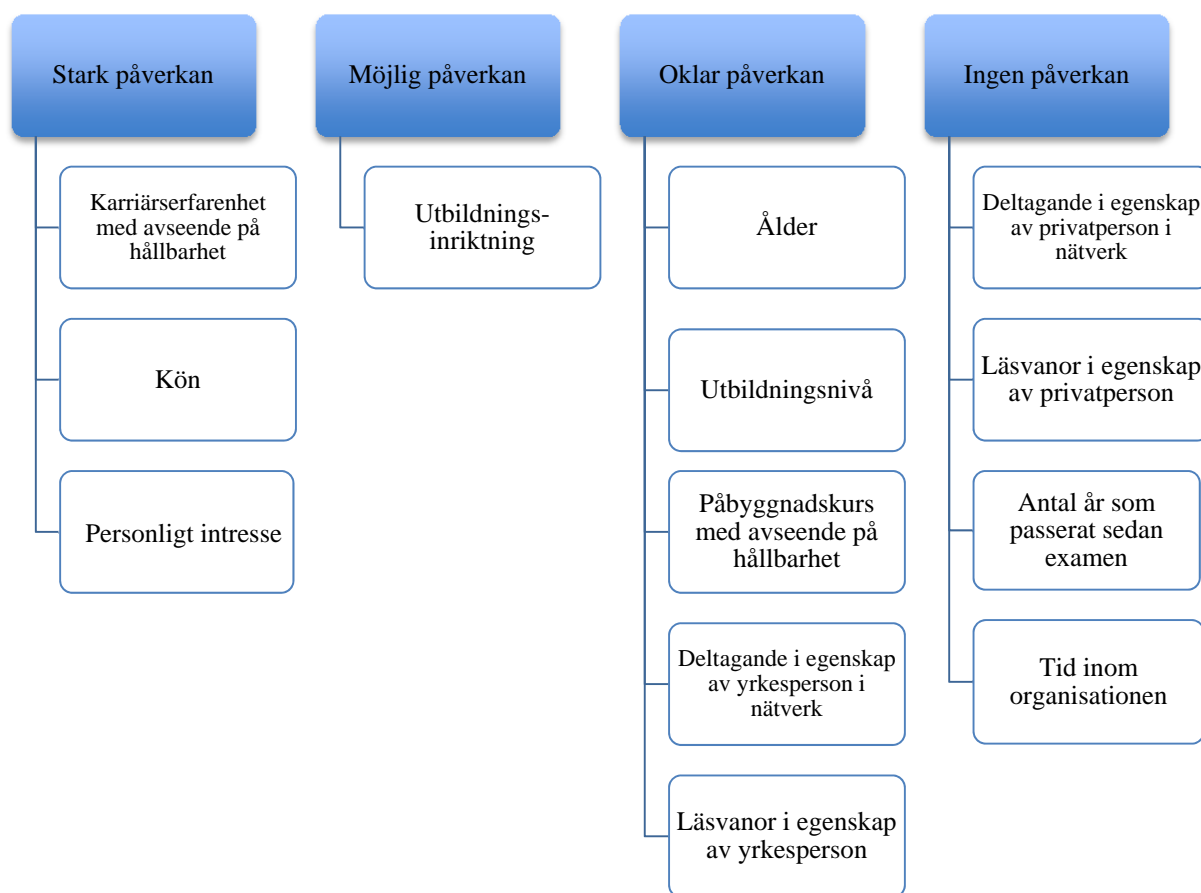 Stark påverkan
Karriärserfarenhet
med avseende på
hållbarhet
Kön
Personligt intresse
Möjlig påverkan
Utbildnings-
inriktning
Oklar påverkan
Ålder
Utbildningsnivå
Påbyggnadskurs
med avseende på
hållbarhet
Deltagande i egenskap
av yrkesperson i
nätverk
Läsvanor i egenskap
av yrkesperson
Ingen påverkan
Deltagande i egenskap
av privatperson i
nätverk
Läsvanor i egenskap
av privatperson
Antal år som
passerat sedan
examen
Tid inom
organisationen